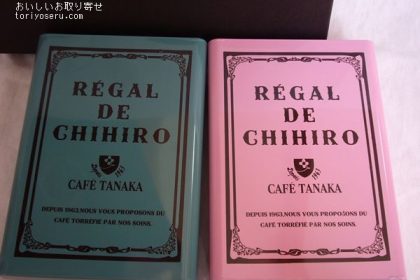 おいしいお取り寄せ
toriyoseru.com
RÉGAL
DE
CHIHIRO
CAFÉ TANAKA
DEPUIS 1963,NOUS VOUS PROPOSONS DU
CAFÉ TORRÉFIÉ PAR NOS SOINS.
RÉGAL
DE
CHIHIRO
CAFÉ TANAKA
DEPUIS 1963,NOUS VOUS PROPOSONS DU
CAFÉ TORRÉFIÉ PAR NOS SOINS.